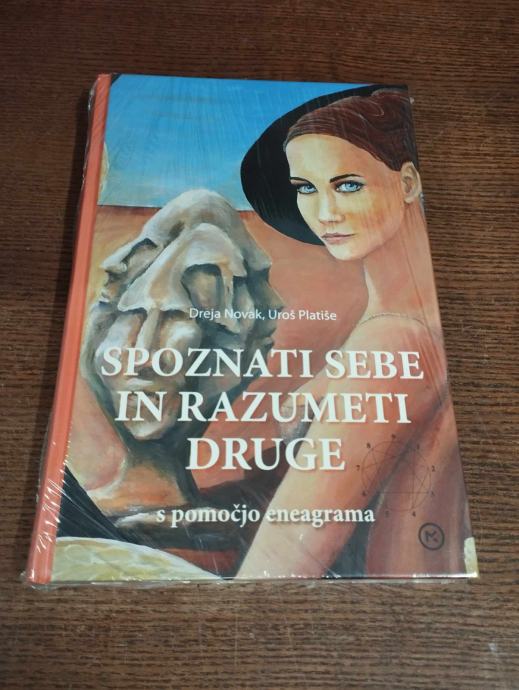 Dreja Novak, Uroš Platiše
SPOZNATI SEBE
IN RAZUMETI
DRUGE
s pomočjo eneagrama